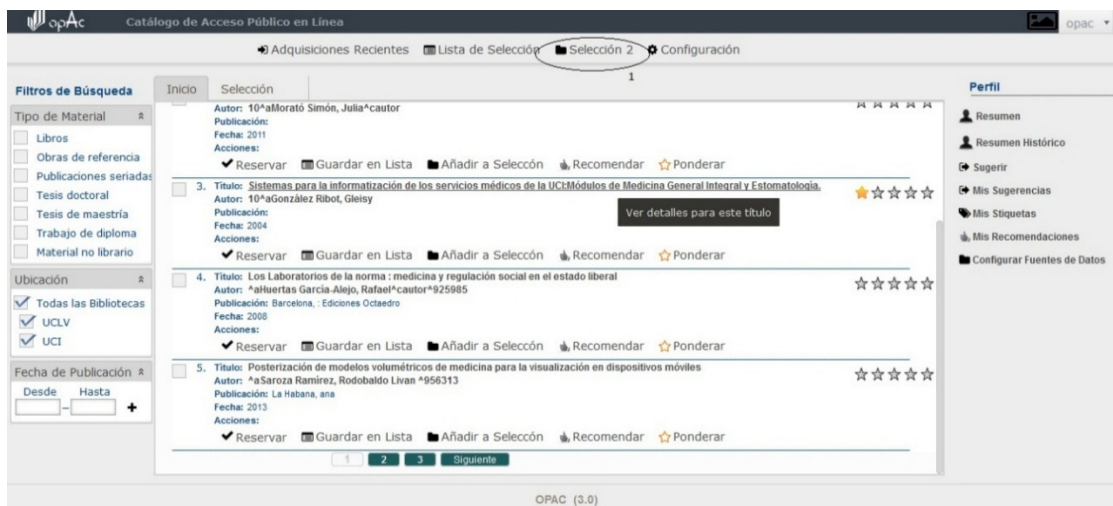 opAc Catálogo de Acceso Público en Línea opac
Adquisiciones Recientes Lista de Selección Selección 2 Configuración
1
Filtros de Búsqueda
Tipo de Material
Libros
Obras de referencia
Publicaciones seriadas
Tesis doctoral
Tesis de maestría
Trabajo de diploma
Material no librario
Ubicación
Todas las Bibliotecas
UCLV
UCI
Fecha de Publicación
Desde Hasta
–
Inicio Selección
Autor: 10^aMorató Simón, Julia^cautor
Publicación:
Fecha: 2011
Acciones:
Reservar Guardar en Lista Añadir a Seleccón Recomendar Ponderar
3. Título: Sistemas para la informatización de los servicios médicos de la UCI:Módulos de Medicina General Integral y Estomatología.
Autor: 10^aGonzález Ribot, Gleisy
Ver detalles para este título
Publicación:
Fecha: 2004
Acciones:
Reservar Guardar en Lista Añadir a Seleccón Recomendar Ponderar
4. Título: Los Laboratorios de la norma : medicina y regulación social en el estado liberal
Autor: ^aHuertas García-Alejo, Rafael^cautor^925985
Publicación: Barcelona, : Ediciones Octaedro
Fecha: 2008
Acciones:
Reservar Guardar en Lista Añadir a Seleccón Recomendar Ponderar
5. Título: Posterización de modelos volumétricos de medicina para la visualización en dispositivos móviles
Autor: ^aSaroza Ramírez, Rodobaldo Livan ^956313
Publicación: La Habana, ana
Fecha: 2013
Acciones:
Reservar Guardar en Lista Añadir a Seleccón Recomendar Ponderar
1 2 3 Siguiente
Perfil
Resumen
Resumen Histórico
Sugerir
Mis Sugerencias
Mis Stiquetas
Mis Recomendaciones
Configurar Fuentes de Datos
OPAC (3.0)